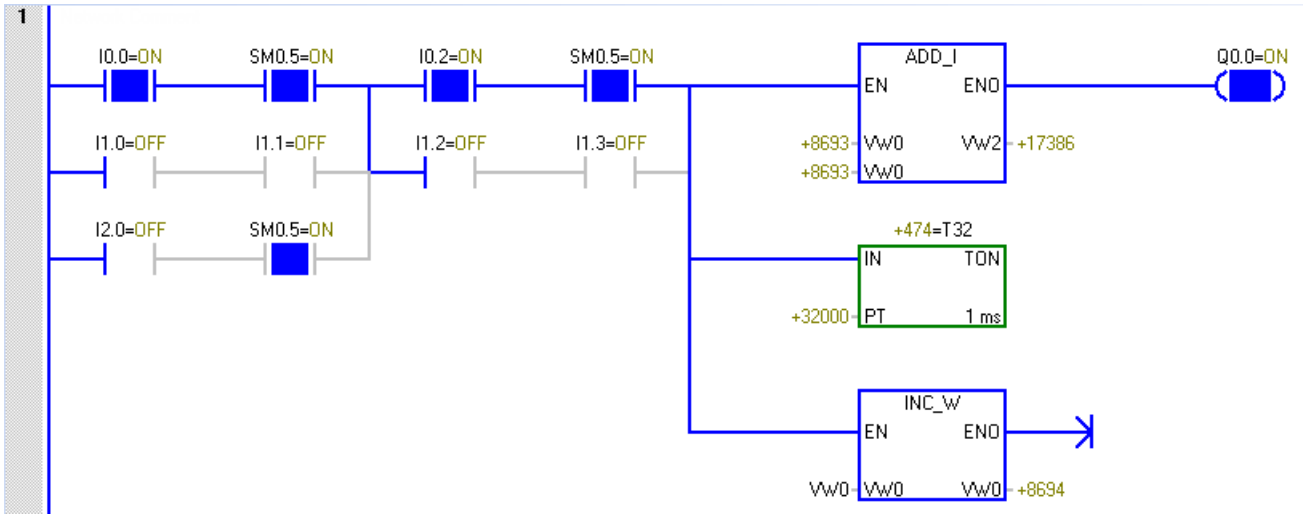 1
I0.0=ON SM0.5=ON I0.2=ON SM0.5=ON ADD_I Q0.0=ON
EN ENO
I1.0=OFF I1.1=OFF I1.2=OFF I1.3=OFF +8693 VW0 VW2 +17386
+8693 VW0
I2.0=OFF SM0.5=ON +474=T32
IN TON
+32000 PT 1 ms
INC_W
EN ENO
VW0 VW0 VW0 +8694